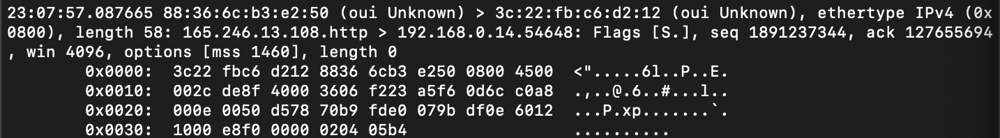 23:07:57.087665 88:36:6c:b3:e2:50 (oui Unknown) > 3c:22:fb:c6:d2:12 (oui Unknown), ethertype IPv4 (0x
0800), length 58: 165.246.13.108.http > 192.168.0.14.54648: Flags [S.], seq 1891237344, ack 127655694
, win 4096, options [mss 1460], length 0
0x0000:  3c22 fbc6 d212 8836 6cb3 e250 0800 4500  <".....6l..P..E.
0x0010:  002c de8f 4000 3606 f223 a5f6 0d6c c0a8  .,..@.6..#...l..
0x0020:  000e 0050 d578 70b9 fde0 079b df0e 6012  ...P.xp.......`.
0x0030:  1000 e8f0 0000 0204 05b4                 ..........